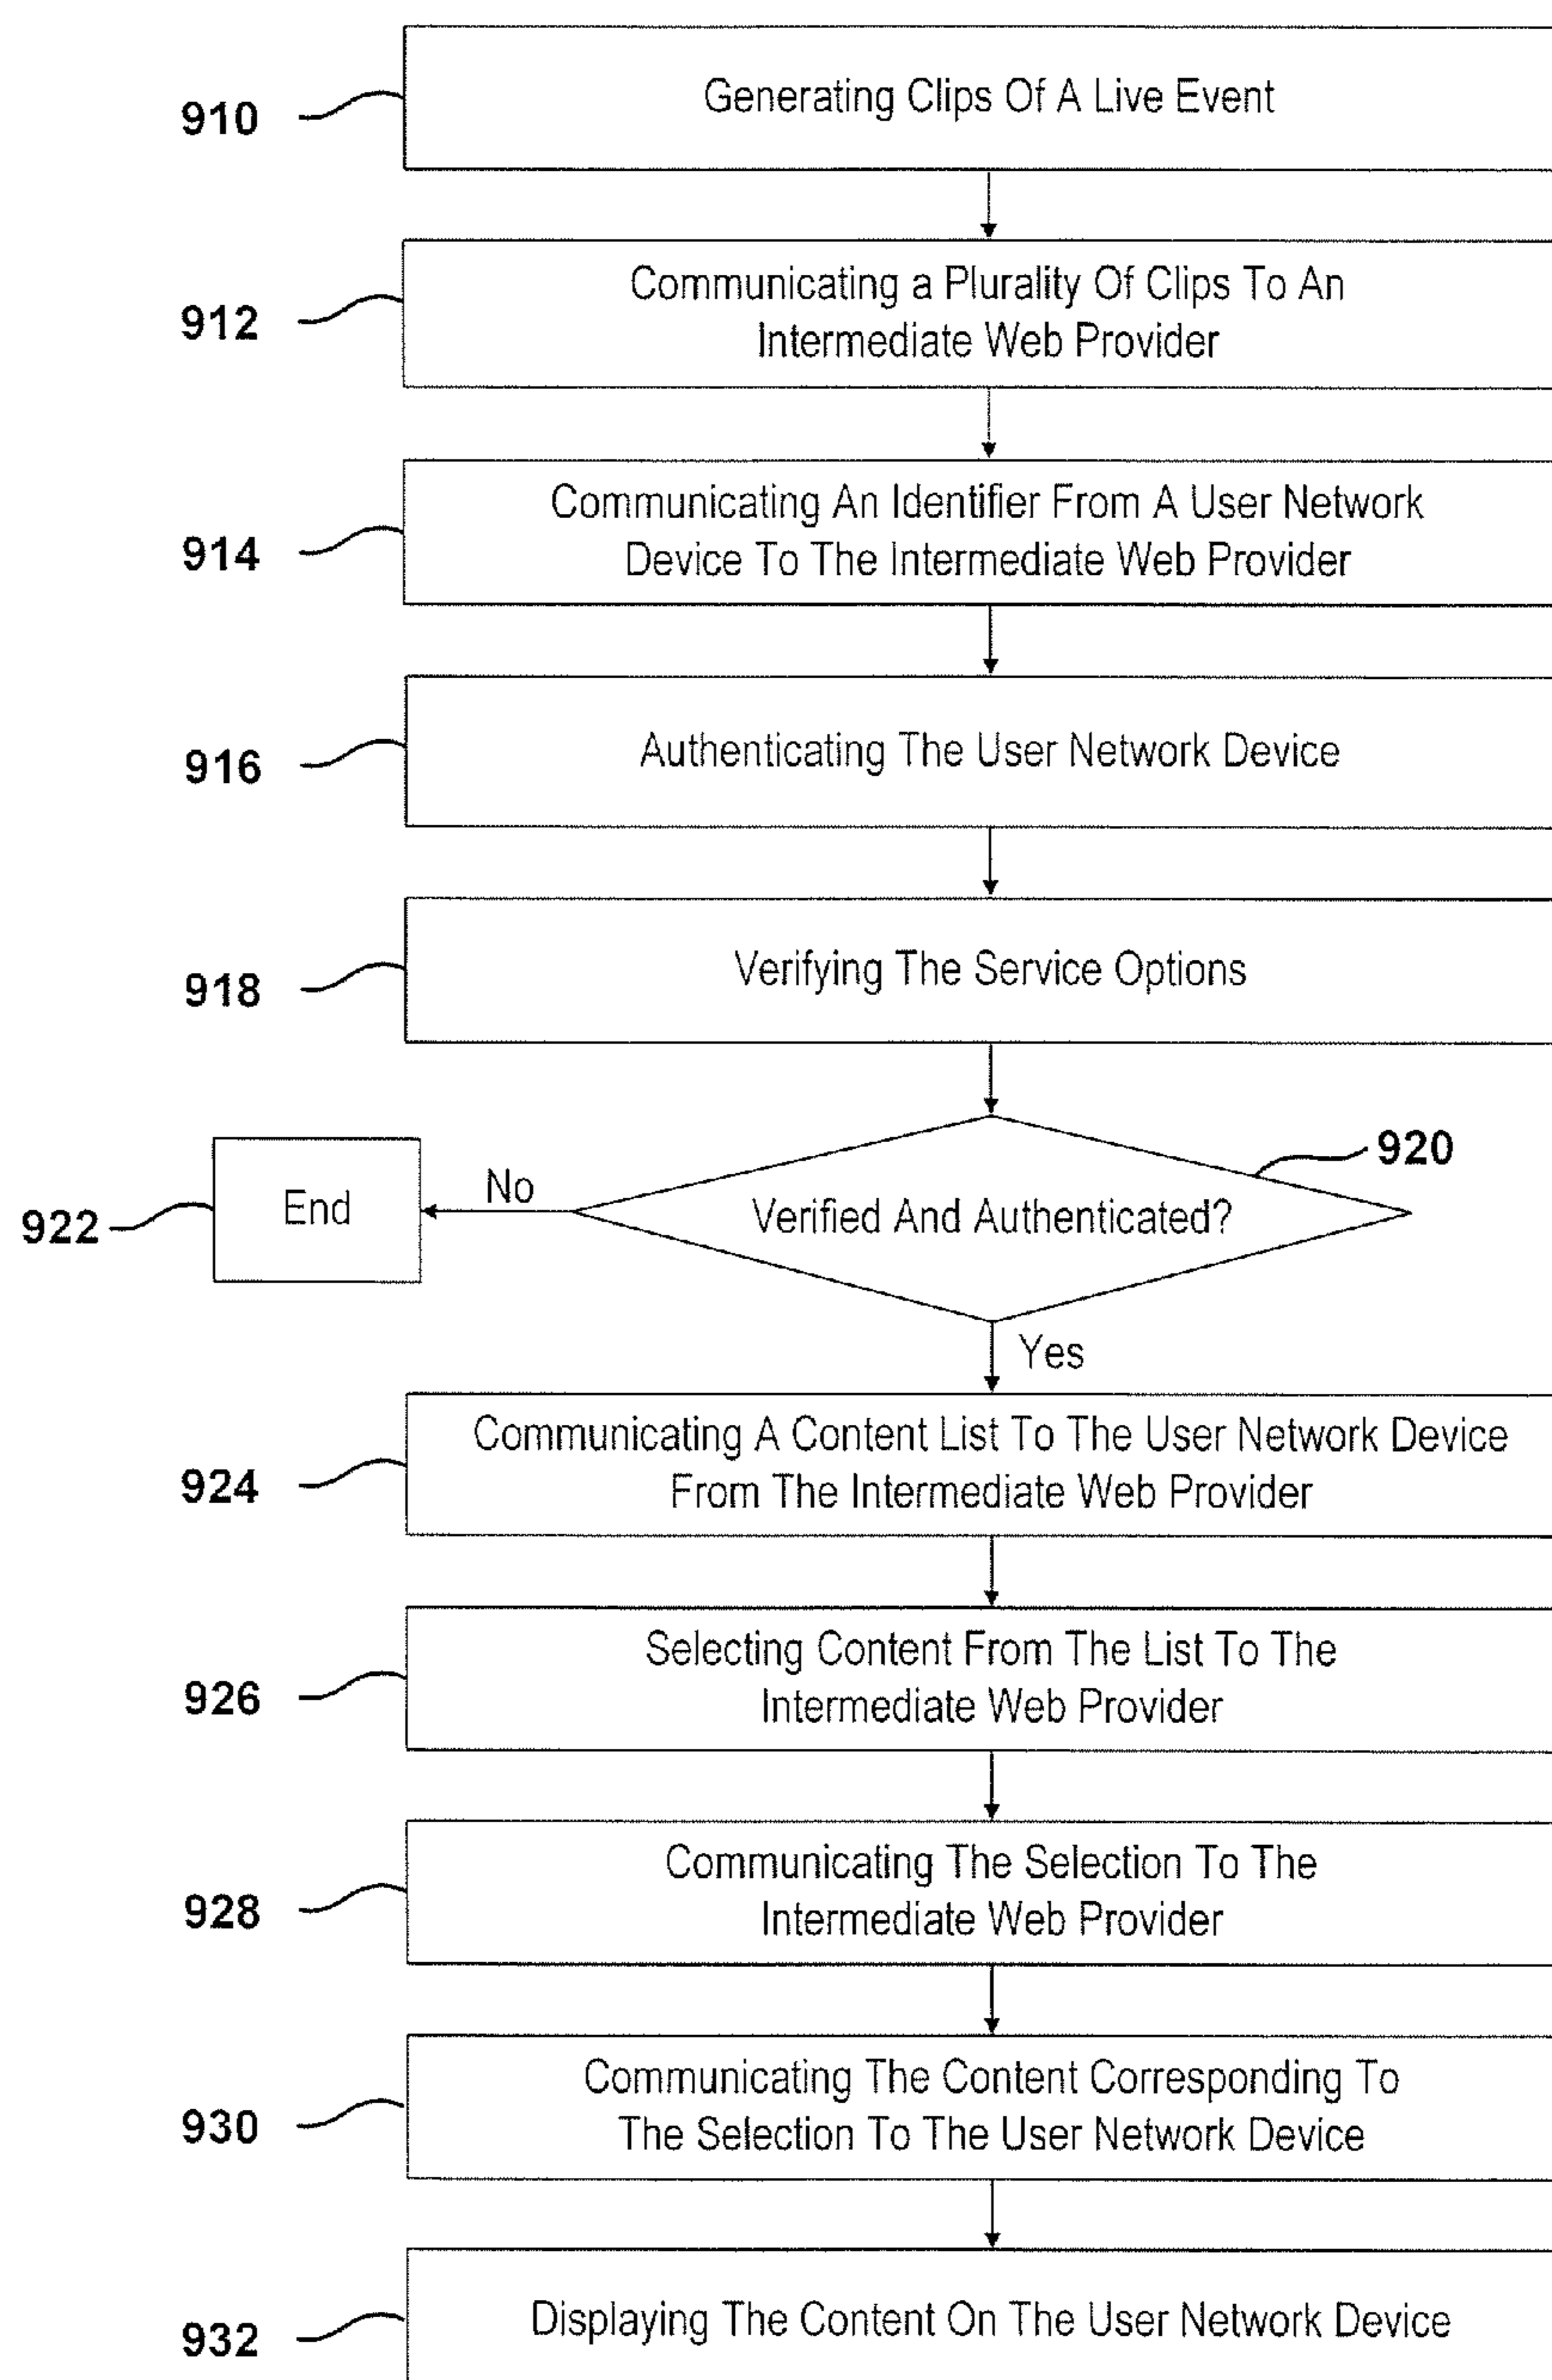 910
Generating Clips Of A Live Event
912
Communicating a Plurality Of Clips To An
Intermediate Web Provider
914
Communicating An Identifier From A User Network
Device To The Intermediate Web Provider
916
Authenticating The User Network Device
918
Verifying The Service Options
920
922
End
No
Verified And Authenticated?
Yes
924
Communicating A Content List To The User Network Device
From The Intermediate Web Provider
926
Selecting Content From The List To The
Intermediate Web Provider
928
Communicating The Selection To The
Intermediate Web Provider
930
Communicating The Content Corresponding To
The Selection To The User Network Device
932
Displaying The Content On The User Network Device